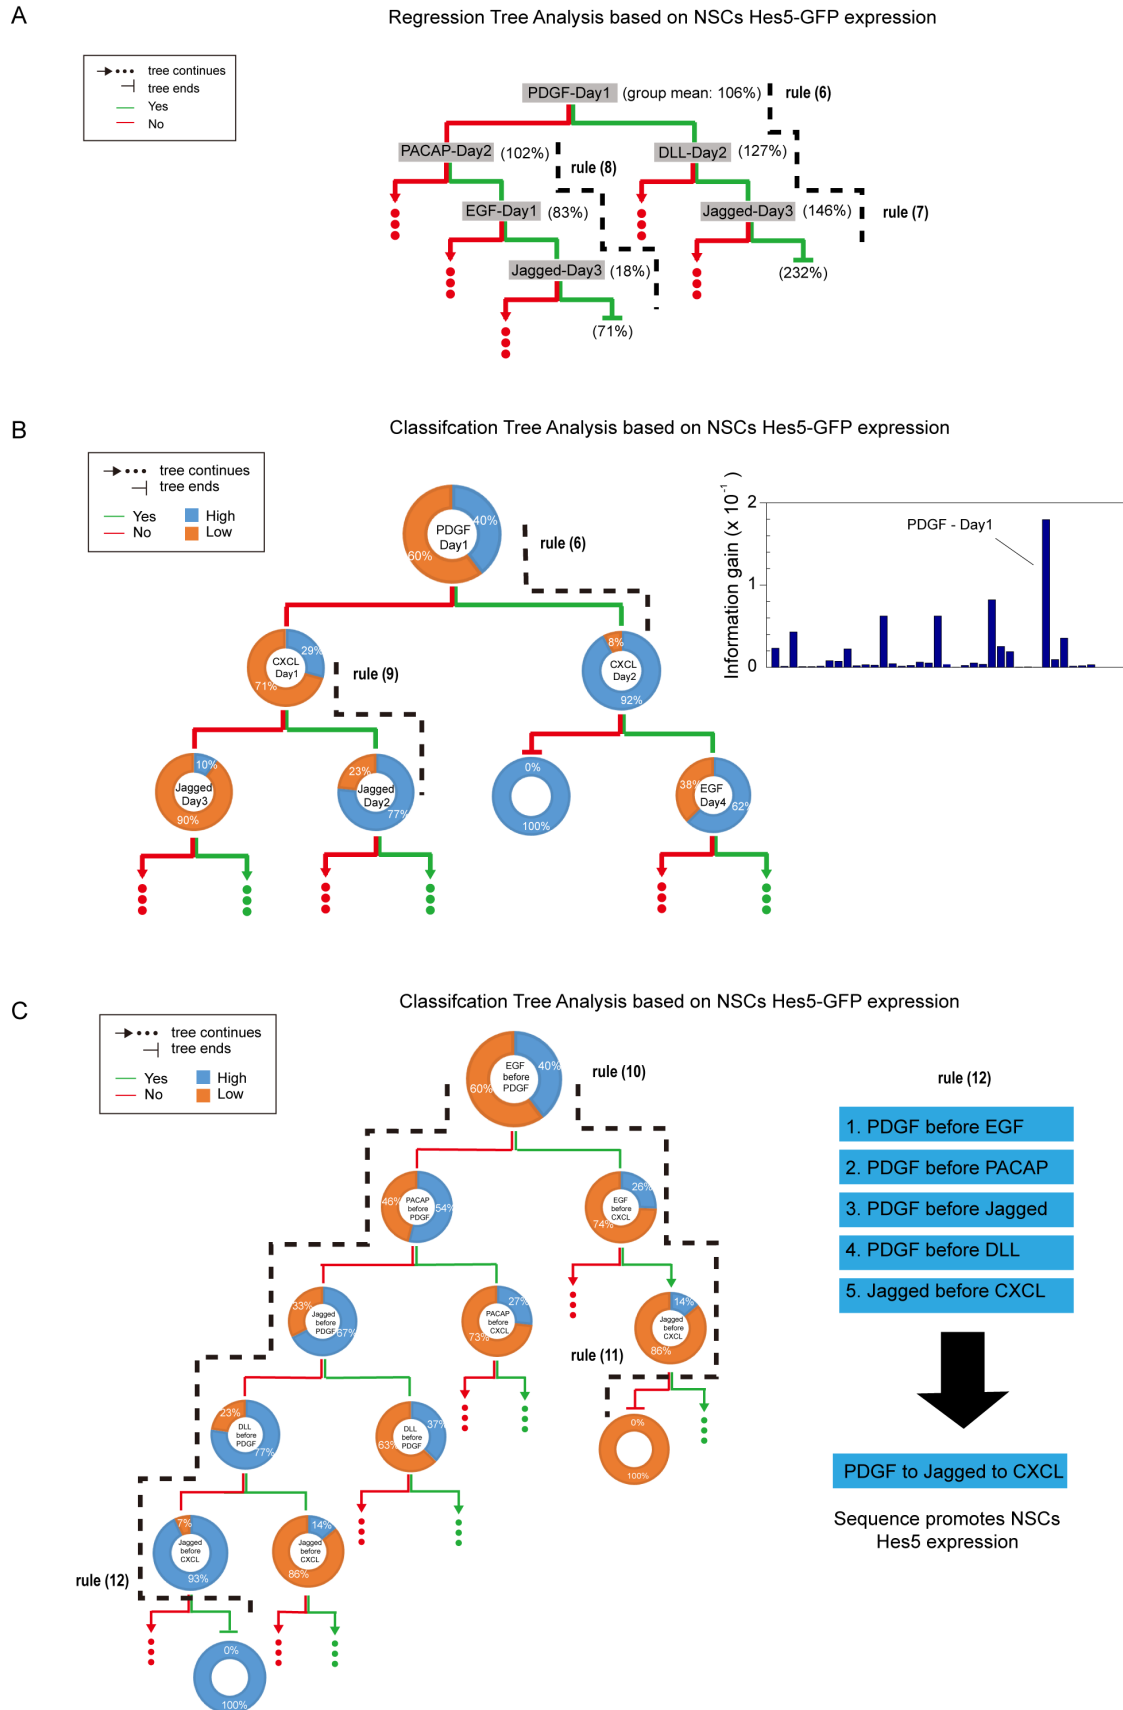 A
Regression Tree Analysis based on NSCs Hes5-GFP expression
tree continues
tree ends
Yes
No
PDGF-Day1 (group mean: 106%)
rule (6)
PACAP-Day2 (102%)
DLL-Day2 (127%)
rule (8)
EGF-Day1 (83%)
Jagged-Day3 (146%)
rule (7)
Jagged-Day3 (18%)
(232%)
(71%)
B
Classifcation Tree Analysis based on NSCs Hes5-GFP expression
tree continues
tree ends
Yes
High
No
Low
PDGF
Day1
40%
60%
rule (6)
Information gain (x 10⁻¹)
2
1
0
PDGF - Day1
CXCL
Day1
29%
71%
rule (9)
8%
CXCL
Day2
92%
10%
Jagged
Day3
90%
23%
Jagged
Day2
77%
0%
100%
38%
EGF
Day4
62%
C
Classifcation Tree Analysis based on NSCs Hes5-GFP expression
tree continues
tree ends
Yes
High
No
Low
EGF
before
PDGF
40%
60%
rule (10)
46%
PACAP
before
PDGF
54%
26%
EGF
before
CXCL
74%
33%
Jagged
before
PDGF
67%
27%
PACAP
before
CXCL
73%
14%
Jagged
before
CXCL
86%
rule (11)
23%
DLL
before
PDGF
77%
37%
DLL
before
PDGF
63%
0%
100%
7%
Jagged
before
CXCL
93%
14%
Jagged
before
CXCL
86%
rule (12)
0%
100%
rule (12)
1. PDGF before EGF
2. PDGF before PACAP
3. PDGF before Jagged
4. PDGF before DLL
5. Jagged before CXCL
PDGF to Jagged to CXCL
Sequence promotes NSCs
Hes5 expression